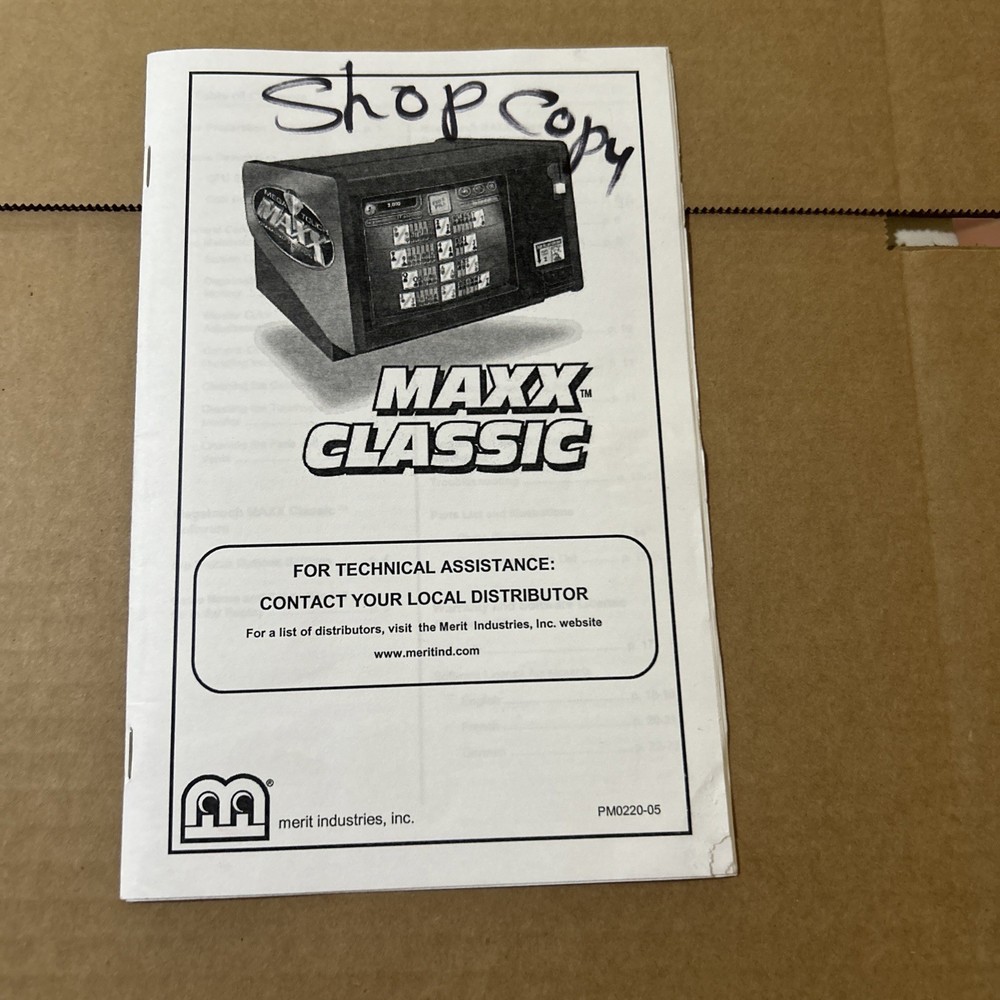 Shop Copy
MEGATOUCH
MAXX
MAXX™
CLASSIC
FOR TECHNICAL ASSISTANCE:
CONTACT YOUR LOCAL DISTRIBUTOR
For a list of distributors, visit the Merit Industries, Inc. website
www.meritind.com
merit industries, inc.
®
PM0220-05